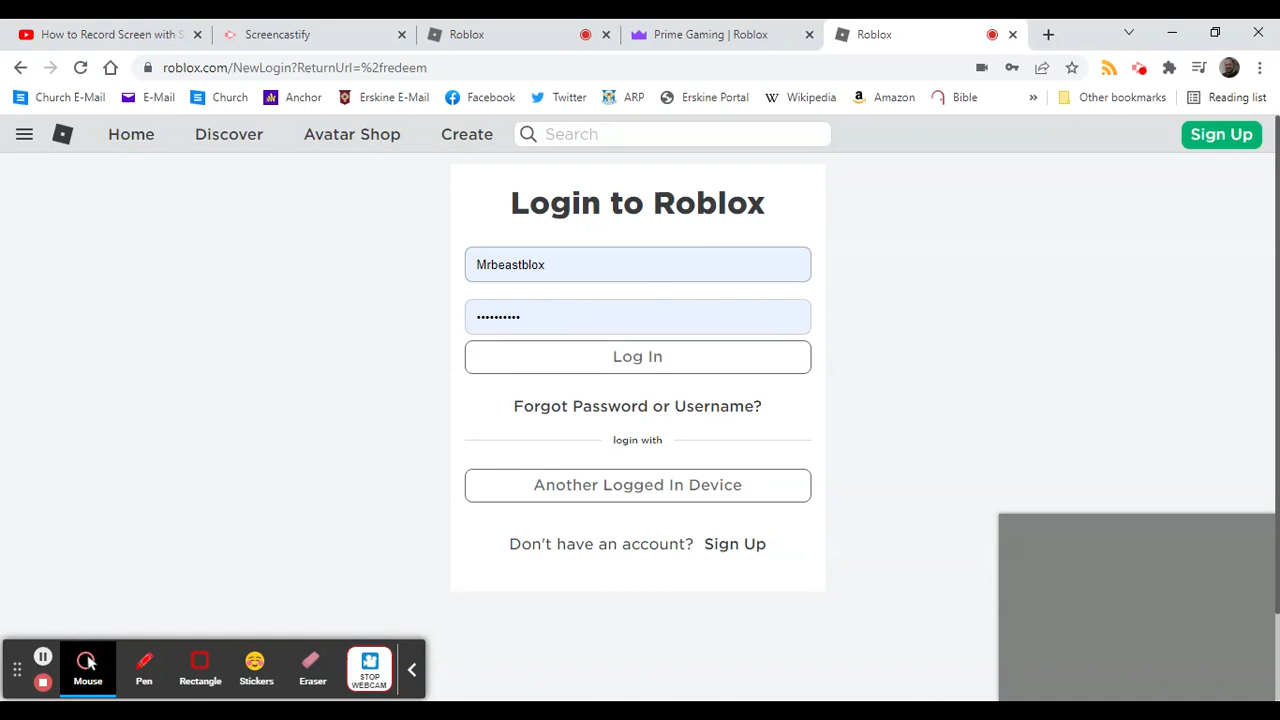 How to Record Screen with S
Screencastify
Roblox
Prime Gaming | Roblox
Roblox
roblox.com/NewLogin?ReturnUrl=%2fredeem
Church E-Mail E-Mail Church Anchor Erskine E-Mail Facebook Twitter ARP Erskine Portal Wikipedia Amazon Bible » Other bookmarks Reading list
Home Discover Avatar Shop Create Search Sign Up
Login to Roblox
Mrbeastblox
••••••••••
Log In
Forgot Password or Username?
login with
Another Logged In Device
Don't have an account? Sign Up
Mouse Pen Rectangle Stickers Eraser STOP
WEBCAM